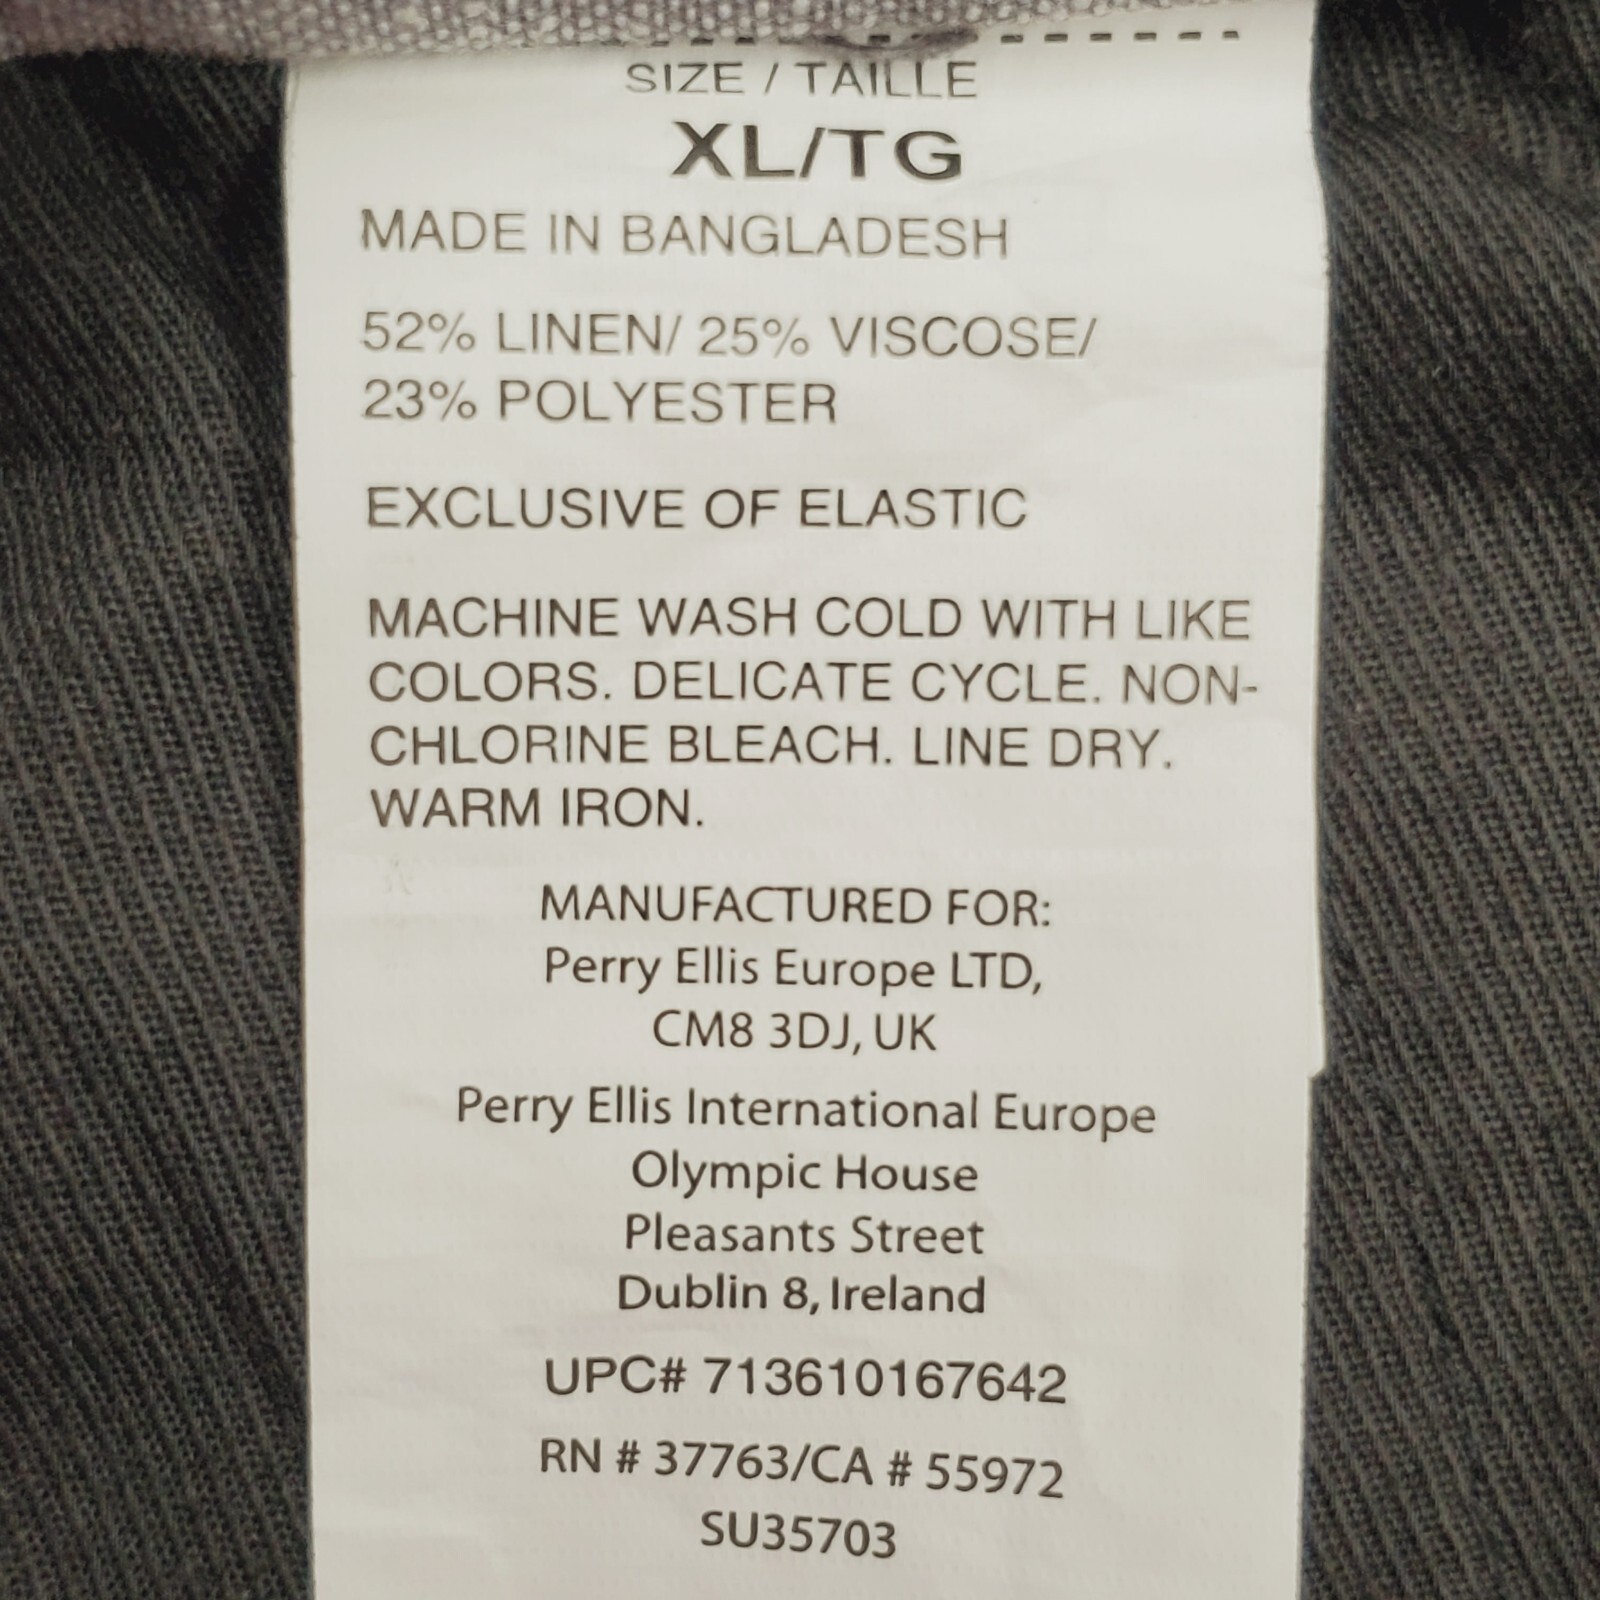 SIZE / TAILLE
XL/TG
MADE IN BANGLADESH
52% LINEN/ 25% VISCOSE/
23% POLYESTER
EXCLUSIVE OF ELASTIC
MACHINE WASH COLD WITH LIKE
COLORS. DELICATE CYCLE. NON-
CHLORINE BLEACH. LINE DRY.
WARM IRON.
MANUFACTURED FOR:
Perry Ellis Europe LTD,
CM8 3DJ, UK
Perry Ellis International Europe
Olympic House
Pleasants Street
Dublin 8, Ireland
UPC# 713610167642
RN # 37763/CA # 55972
SU35703